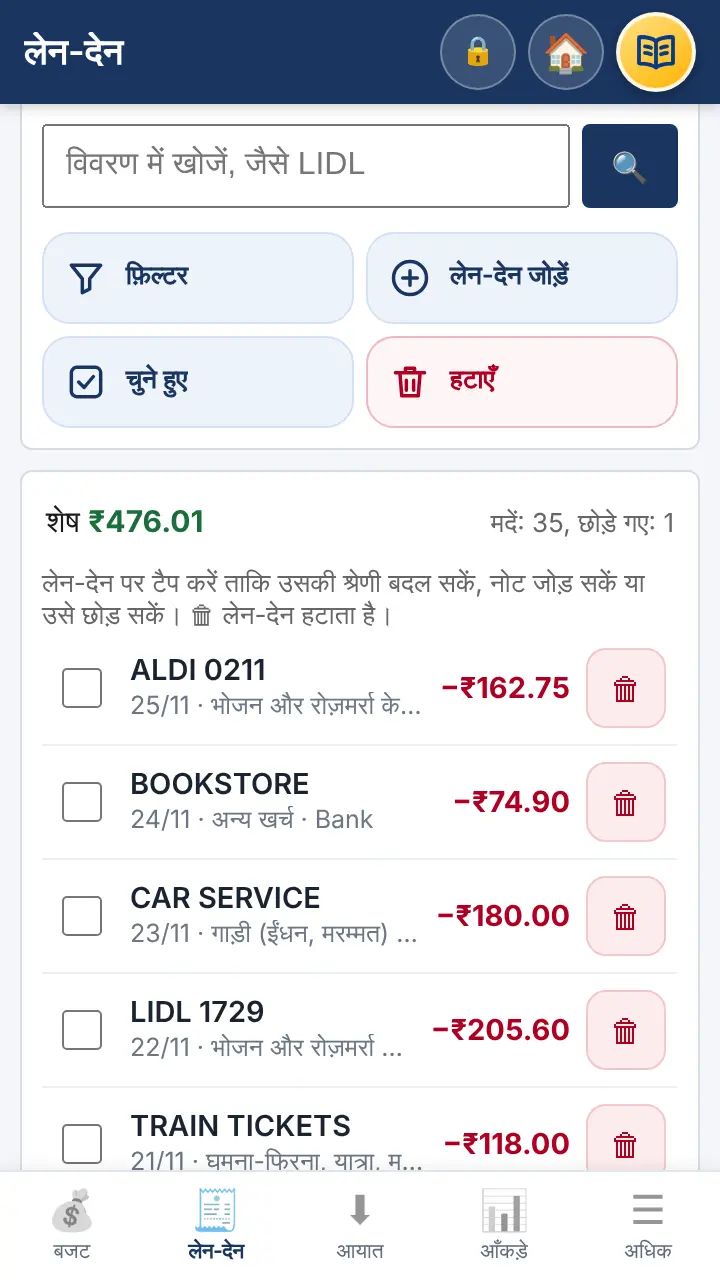 लेन-देन
विवरण में खोजें, जैसे LIDL
फ़िल्टर
लेन-देन जोड़ें
चुने हुए
हटाएँ
शेष ₹476.01
मदें: 35, छोड़े गए: 1
लेन-देन पर टैप करें ताकि उसकी श्रेणी बदल सकें, नोट जोड़ सकें या
उसे छोड़ सकें। 🗑 लेन-देन हटाता है।
ALDI 0211
25/11 · भोजन और रोज़मर्रा के...
−₹162.75
BOOKSTORE
24/11 · अन्य खर्च · Bank
−₹74.90
CAR SERVICE
23/11 · गाड़ी (ईंधन, मरम्मत) ...
−₹180.00
LIDL 1729
22/11 · भोजन और रोज़मर्रा ...
−₹205.60
TRAIN TICKETS
21/11 · घूमना-फिरना, यात्रा, म...
−₹118.00
बजट
लेन-देन
आयात
आँकड़े
अधिक